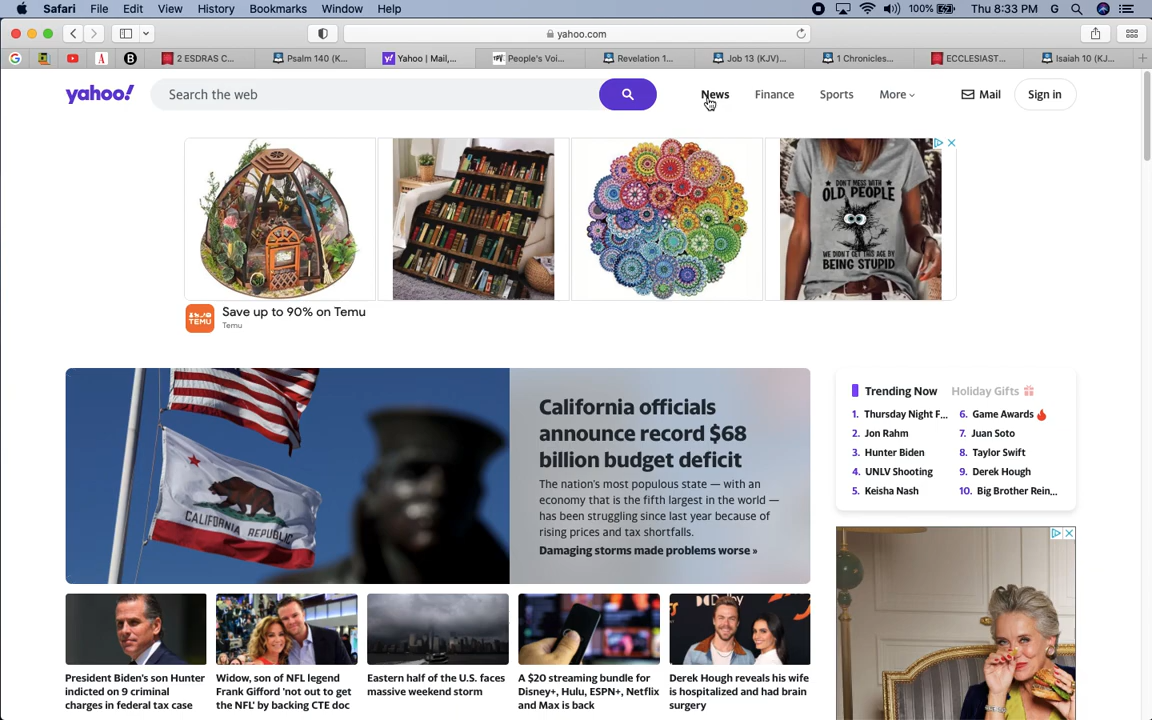 Safari File Edit View History Bookmarks Window Help 100% Thu 8:33 PM G
yahoo.com
2 ESDRAS C... Psalm 140 (K... Yahoo | Mail,... People's Voi... Revelation 1... Job 13 (KJV)... 1 Chronicles... ECCLESIAST... Isaiah 10 (KJ...
yahoo! Search the web News Finance Sports More Mail Sign in
DON'T MESS WITH
OLD PEOPLE
WE DIDN'T GET THIS AGE BY
BEING STUPID
TEMU
Save up to 90% on Temu
Temu
CALIFORNIA REPUBLIC
California officials
announce record $68
billion budget deficit
The nation's most populous state — with an
economy that is the fifth largest in the world —
has been struggling since last year because of
rising prices and tax shortfalls.
Damaging storms made problems worse »
Trending Now Holiday Gifts
1. Thursday Night F... 6. Game Awards
2. Jon Rahm 7. Juan Soto
3. Hunter Biden 8. Taylor Swift
4. UNLV Shooting 9. Derek Hough
5. Keisha Nash 10. Big Brother Rein...
DOLBY
President Biden's son Hunter
indicted on 9 criminal
charges in federal tax case
Widow, son of NFL legend
Frank Gifford 'not out to get
the NFL' by backing CTE doc
Eastern half of the U.S. faces
massive weekend storm
A $20 streaming bundle for
Disney+, Hulu, ESPN+, Netflix
and Max is back
Derek Hough reveals his wife
is hospitalized and had brain
surgery